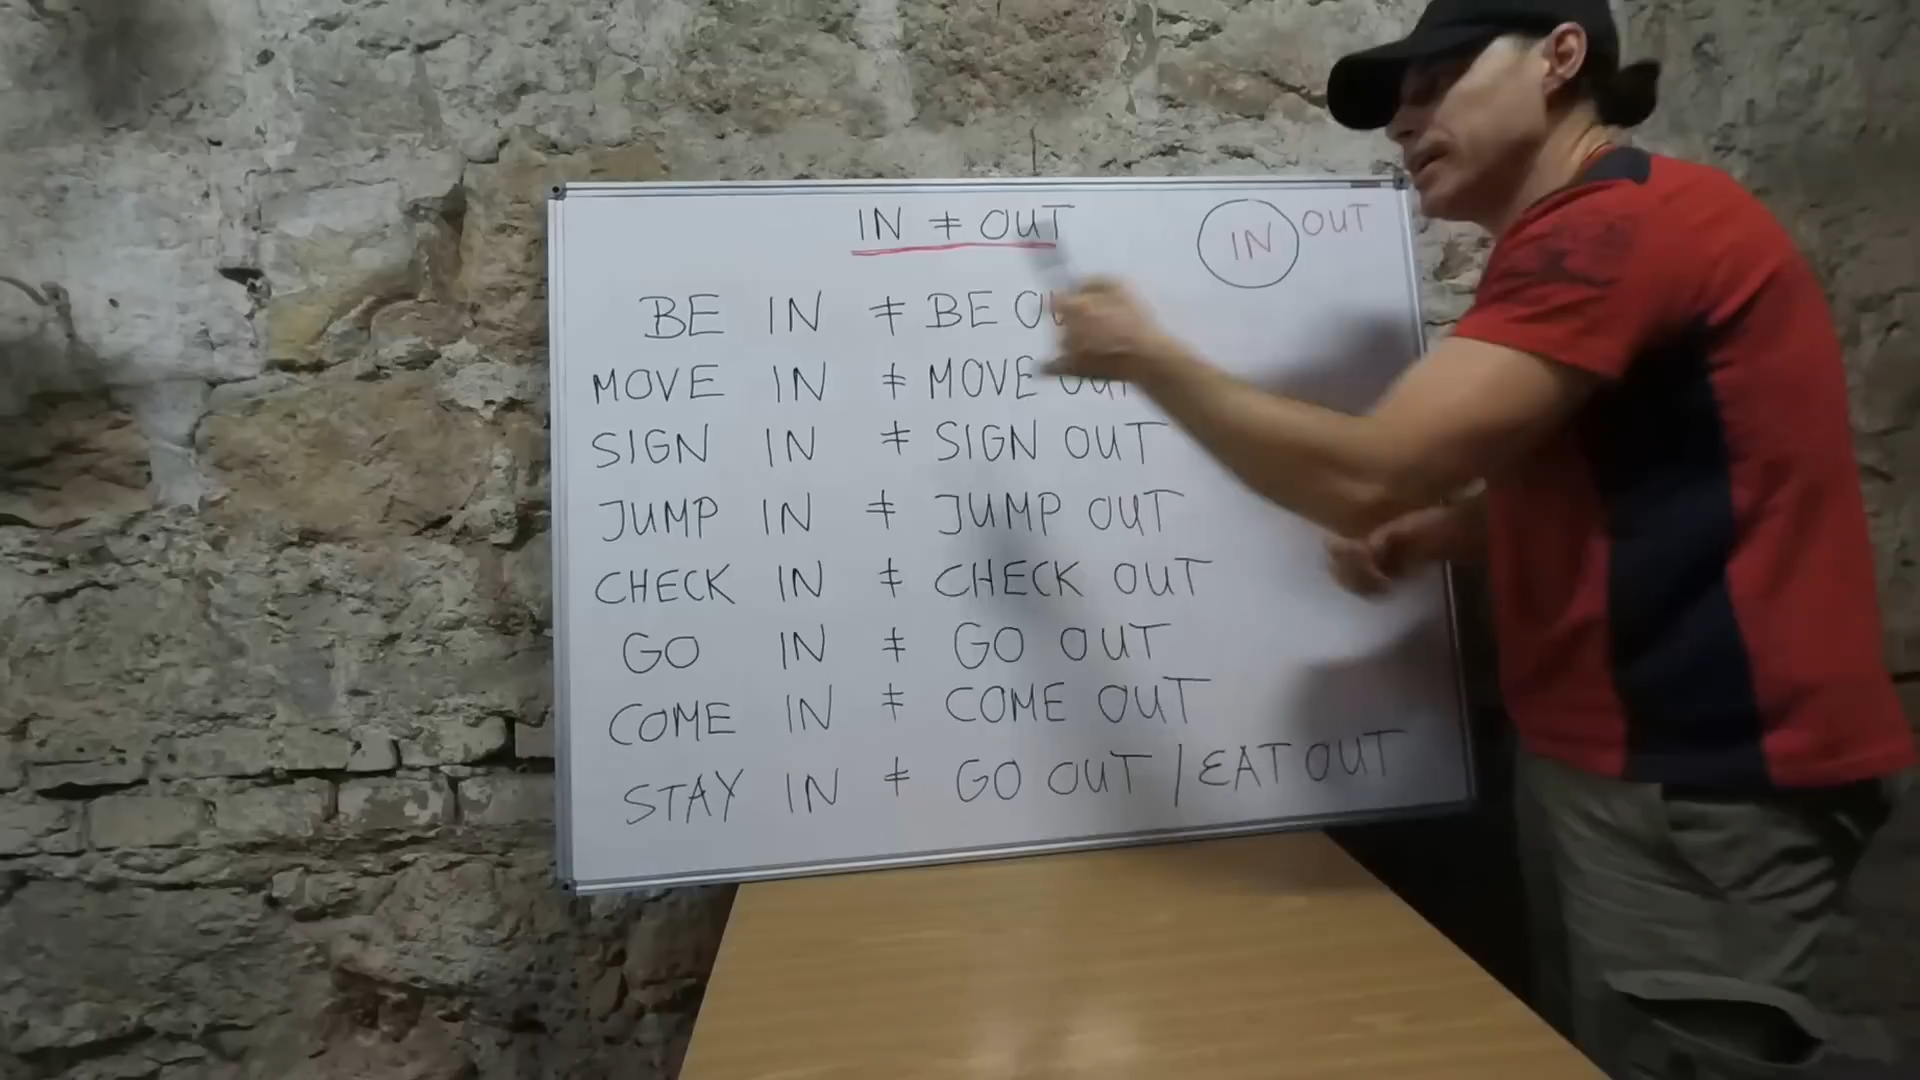 IN ≠ OUT
IN OUT
BE IN ≠ BE
MOVE IN ≠ MOVE OUT
SIGN IN ≠ SIGN OUT
JUMP IN ≠ JUMP OUT
CHECK IN ≠ CHECK OUT
GO IN ≠ GO OUT
COME IN ≠ COME OUT
STAY IN ≠ GO OUT / EAT OUT